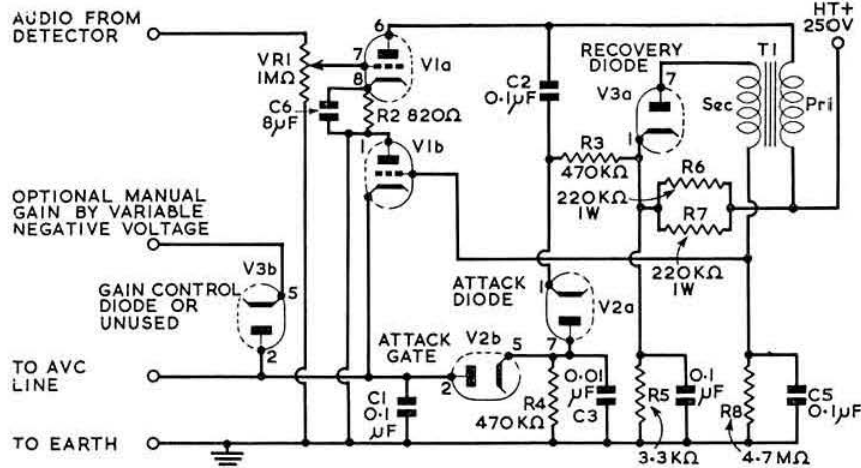 AUDIO FROM
DETECTOR
VR1
1MΩ
6
7
V1a
8
C6
8μF
R2 820Ω
1
V1b
C2
0·1μF
RECOVERY
DIODE
7
V3a
1
T1
Sec
Pri
HT+
250V
R3
470KΩ
R6
220KΩ
1W
R7
220KΩ
1W
OPTIONAL MANUAL
GAIN BY VARIABLE
NEGATIVE VOLTAGE
V3b
5
GAIN CONTROL
DIODE OR
UNUSED
2
ATTACK
DIODE
1
V2a
7
ATTACK
GATE
V2b
5
2
TO AVC
LINE
C1
0·1
μF
R4
470KΩ
0·01
μF
C3
R5
3·3KΩ
0·1
μF
R8
4·7MΩ
C5
0·1μF
TO EARTH